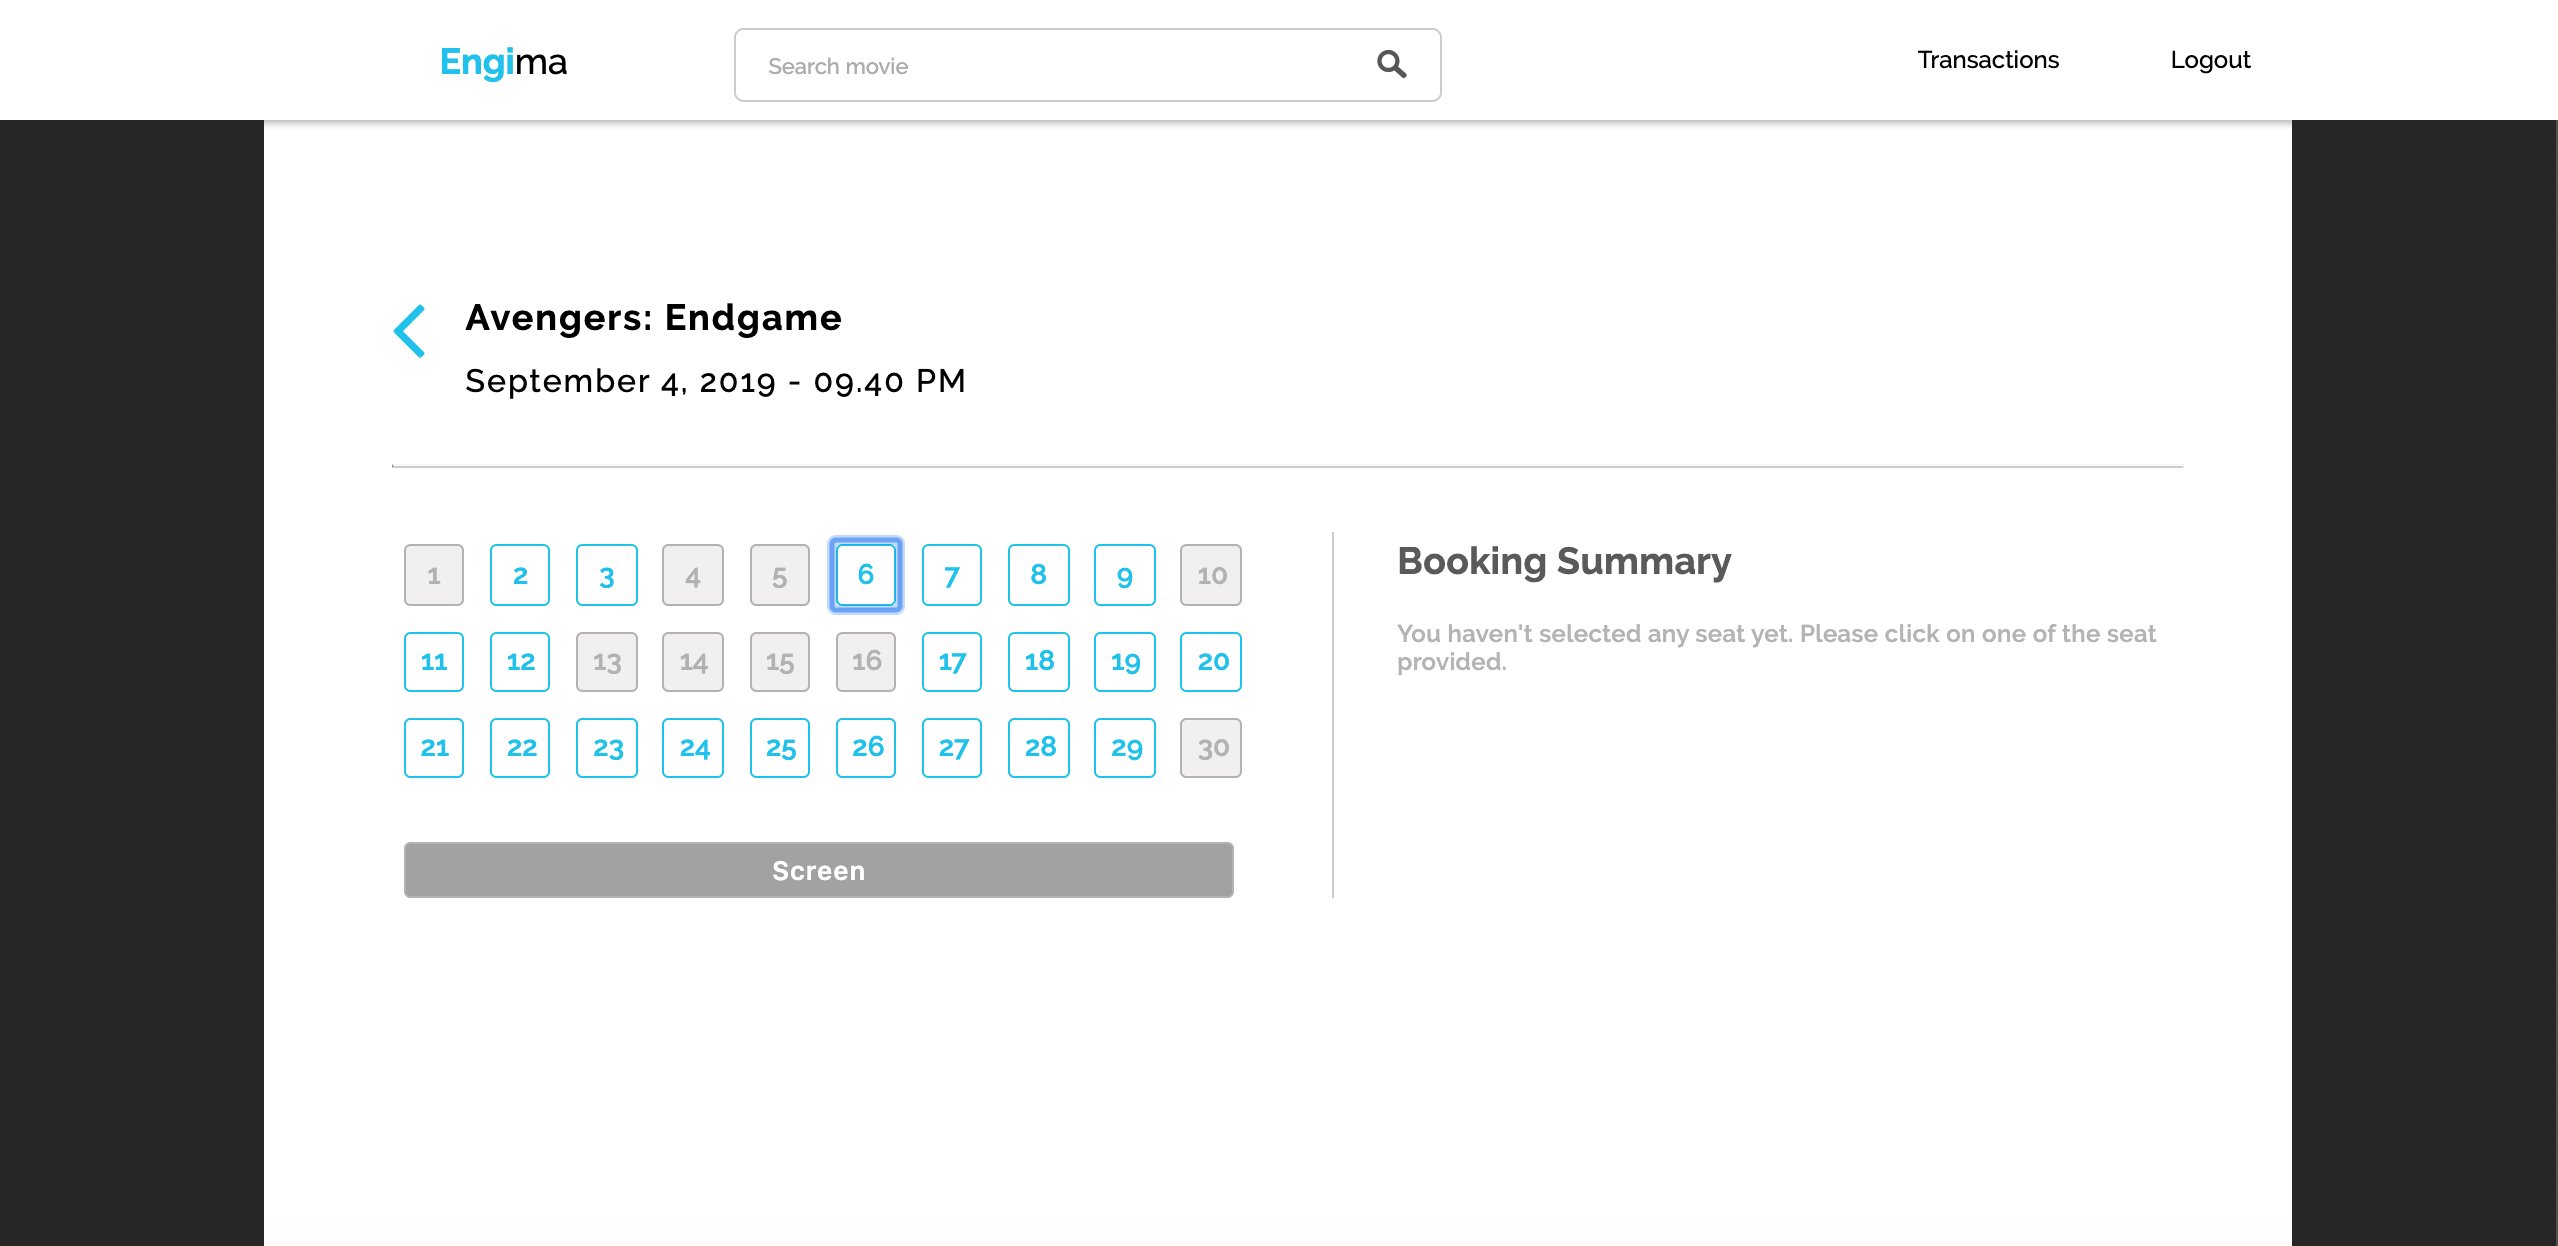 Engima
Search movie
Transactions
Logout
Avengers: Endgame
September 4, 2019 - 09.40 PM
1 2 3 4 5 6 7 8 9 10
11 12 13 14 15 16 17 18 19 20
21 22 23 24 25 26 27 28 29 30
Screen
Booking Summary
You haven't selected any seat yet. Please click on one of the seat
provided.